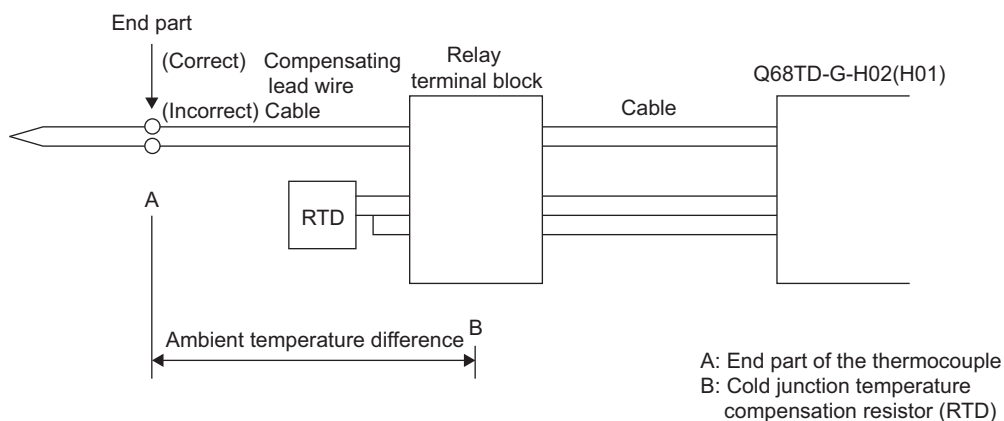 End part
(Correct) Compensating
lead wire
(Incorrect) Cable
Relay
terminal block
Q68TD-G-H02(H01)
Cable
A
RTD
B
Ambient temperature difference
A: End part of the thermocouple
B: Cold junction temperature
compensation resistor (RTD)